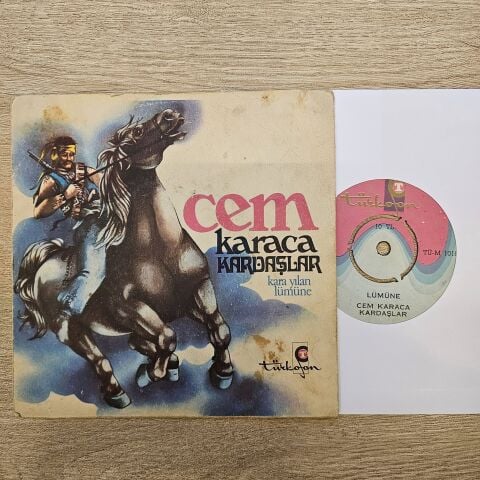 cem
karaca
KARDAŞLAR
kara yılan
lümüne
türkofon
türkofon
10 TL
TÜ-M
LÜMÜNE
CEM KARACA
KARDAŞLAR